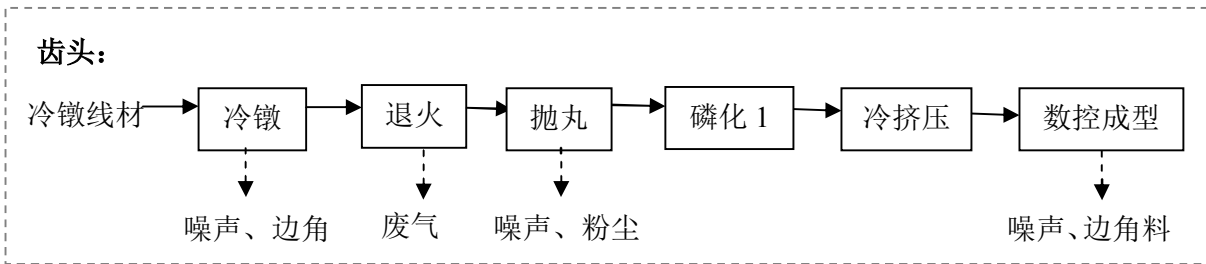 齿头：
冷镦线材 冷镦 退火 抛丸 磷化 1 冷挤压 数控成型
噪声、边角 废气 噪声、粉尘 噪声、边角料